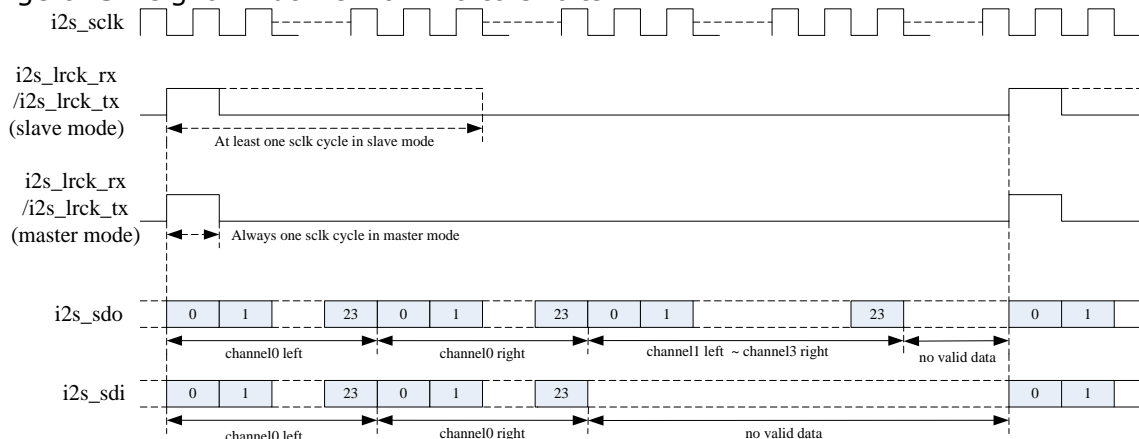 i2s_sclk
i2s_lrck_rx
/i2s_lrck_tx
(slave mode)
At least one sclk cycle in slave mode
i2s_lrck_rx
/i2s_lrck_tx
(master mode)
Always one sclk cycle in master mode
i2s_sdo 0 1 23 0 1 23 0 1 23 0 1
channel0 left channel0 right channel1 left ~ channel3 right no valid data
i2s_sdi 0 1 23 0 1 23 0 1
channel0 left channel0 right no valid data